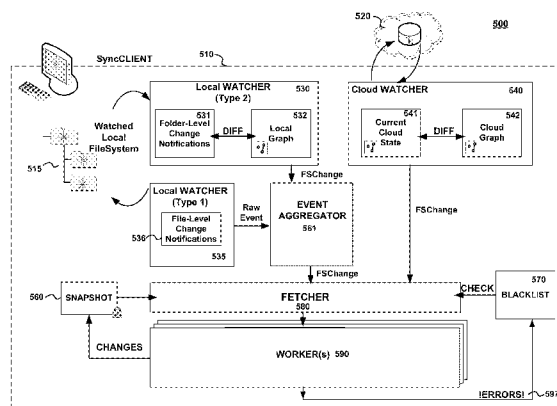 500
520
SyncCLIENT
510
Local WATCHER
(Type 2)
530
531
Folder-Level
Change
Notifications
DIFF
532
Local
Graph
Cloud WATCHER
640
641
Current
Cloud
State
DIFF
542
Cloud
Graph
Watched
Local
FileSystem
515
FSChange
Local WATCHER
(Type 1)
536
File-Level
Change
Notifications
535
Raw
Event
EVENT
AGGREGATOR
561
FSChange
FSChange
560
SNAPSHOT
FETCHER
580
CHECK
570
BLACKLIST
CHANGES
WORKER(s) 590
!ERRORS!